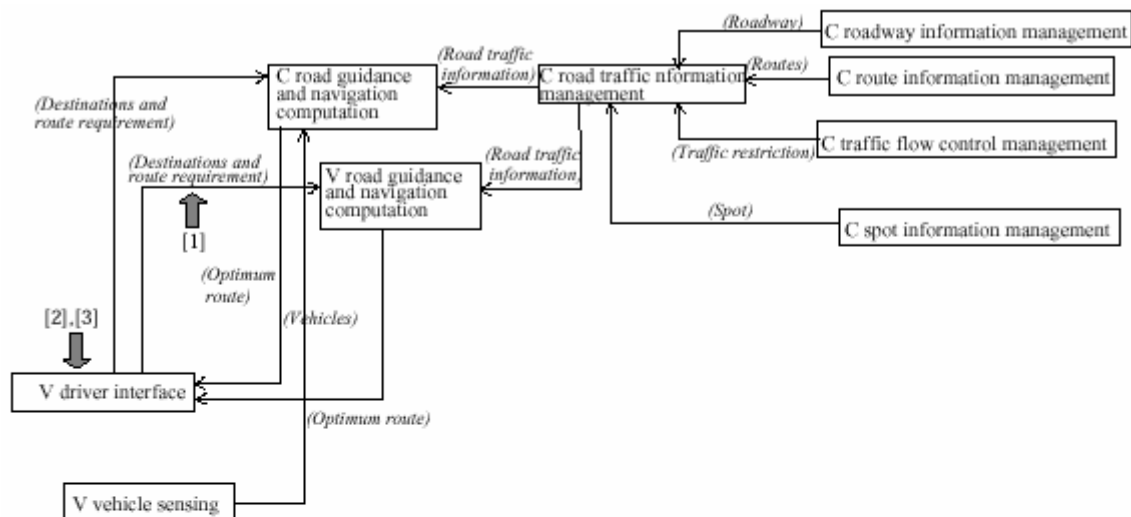 (Roadway)
C roadway information management
C road guidance
and navigation
computation
(Road traffic
information)
C road traffic nformation
management
(Routes)
C route information management
(Destinations and
route requirement)
C traffic flow control management
(Traffic restriction)
(Destinations and
route requirement)
V road guidance
and navigation
computation
(Road traffic
information)
[1]
(Spot)
C spot information management
(Optimum
route)
[2],[3]
(Vehicles)
V driver interface
(Optimum route)
V vehicle sensing